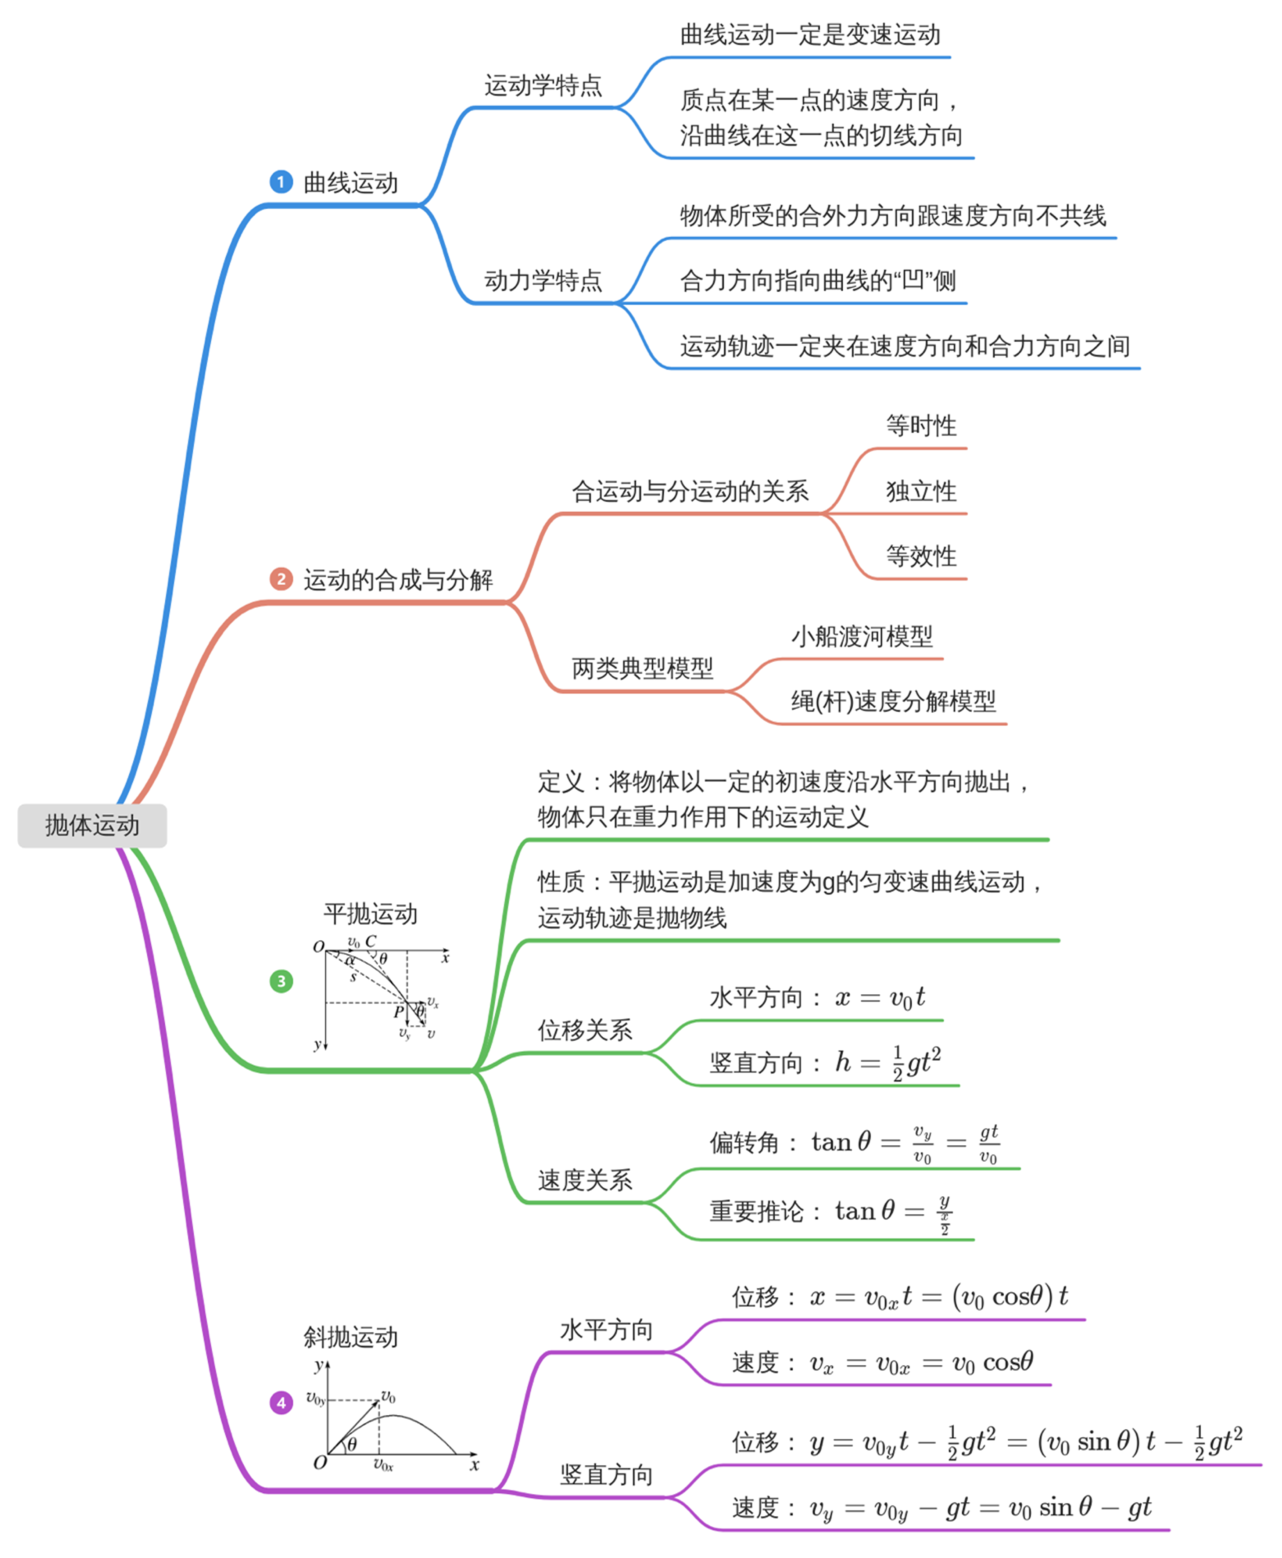 抛体运动
1 曲线运动
运动学特点
曲线运动一定是变速运动
质点在某一点的速度方向，
沿曲线在这一点的切线方向
动力学特点
物体所受的合外力方向跟速度方向不共线
合力方向指向曲线的“凹”侧
运动轨迹一定夹在速度方向和合力方向之间
2 运动的合成与分解
合运动与分运动的关系
等时性
独立性
等效性
两类典型模型
小船渡河模型
绳(杆)速度分解模型
3
平抛运动
O v₀ C x
α θ
s
P θ vₓ
y v_y v
定义：将物体以一定的初速度沿水平方向抛出，
物体只在重力作用下的运动定义
性质：平抛运动是加速度为g的匀变速曲线运动，
运动轨迹是抛物线
位移关系
水平方向： x = v₀t
竖直方向： h = ½gt²
速度关系
偏转角： tan θ = v_y/v₀ = gt/v₀
重要推论： tan θ = y/(x/2)
4
斜抛运动
y
v₀y v₀
θ
O v₀ₓ x
水平方向
位移： x = v₀ₓt = (v₀ cosθ) t
速度： vₓ = v₀ₓ = v₀ cosθ
竖直方向
位移： y = v₀yt − ½gt² = (v₀ sin θ) t − ½gt²
速度： v_y = v₀y − gt = v₀ sin θ − gt